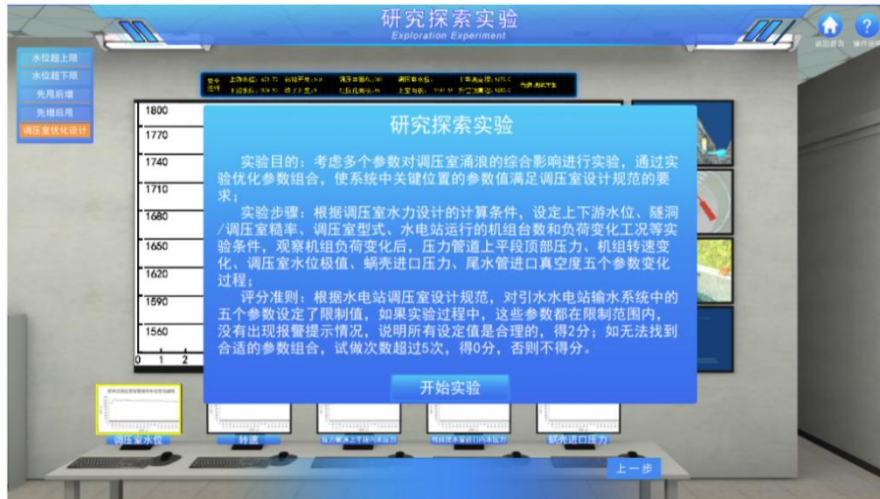 研究探索实验
Exploration Experiment
水位超上限
水位超下限
先甩后增
先增后甩
调压室优化设计
1800
1770
1740
1710
1680
1650
1620
1590
1560
0 1 2
研究探索实验
实验目的：考虑多个参数对调压室涌浪的综合影响进行实验，通过实
验优化参数组合，使系统中关键位置的参数值满足调压室设计规范的要
求；
实验步骤：根据调压室水力设计的计算条件，设定上下游水位、隧洞
/调压室糙率、调压室型式、水电站运行的机组台数和负荷变化工况等实
验条件，观察机组负荷变化后，压力管道上平段顶部压力、机组转速变
化、调压室水位极值、蜗壳进口压力、尾水管进口真空度五个参数变化
过程；
评分准则：根据水电站调压室设计规范，对引水水电站输水系统中的
五个参数设定了限制值，如果实验过程中，这些参数都在限制范围内，
没有出现报警提示情况，说明所有设定值是合理的，得2分；如无法找到
合适的参数组合，试做次数超过5次，得0分，否则不得分。
开始实验
调压室水位
转速
蜗壳进口压力
上一步